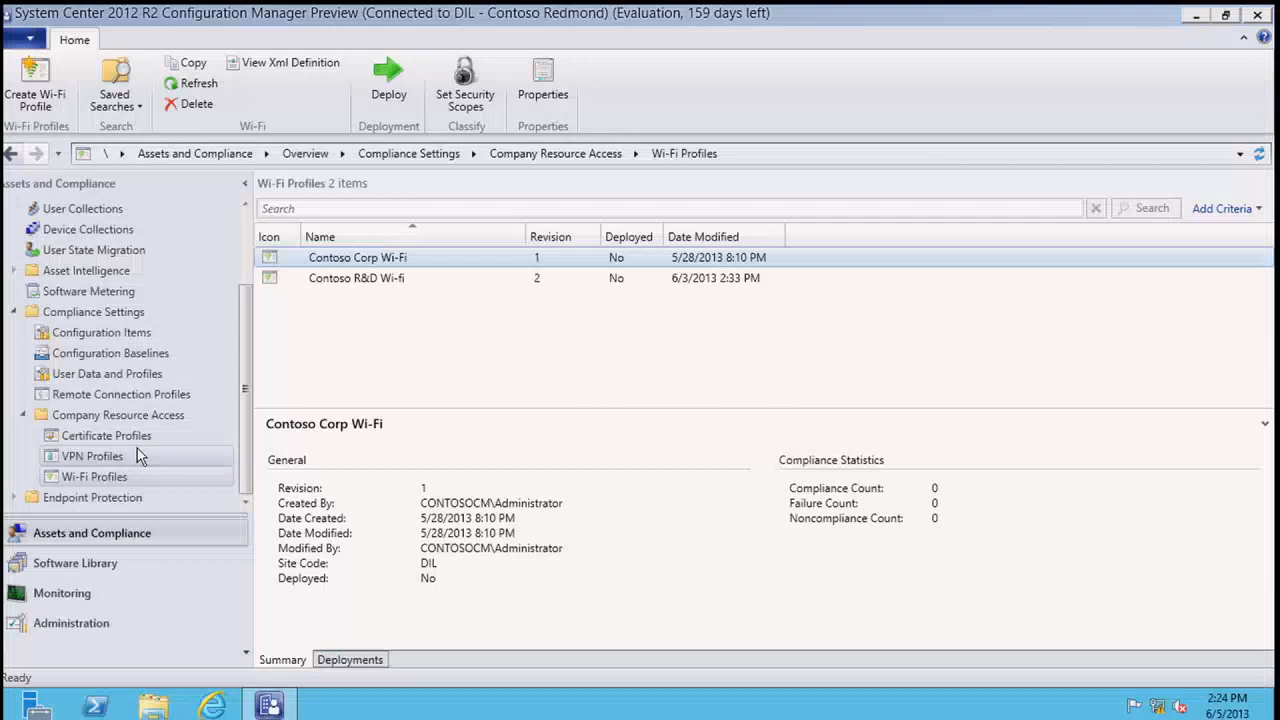 System Center 2012 R2 Configuration Manager Preview (Connected to DIL - Contoso Redmond) (Evaluation, 159 days left)
Home
Create Wi-Fi Profile
Saved Searches
Copy
Refresh
Delete
View Xml Definition
Deploy
Set Security Scopes
Properties
Wi-Fi Profiles
Search
Wi-Fi
Deployment
Classify
Properties
\ Assets and Compliance Overview Compliance Settings Company Resource Access Wi-Fi Profiles
ssets and Compliance
User Collections
Device Collections
User State Migration
Asset Intelligence
Software Metering
Compliance Settings
Configuration Items
Configuration Baselines
User Data and Profiles
Remote Connection Profiles
Company Resource Access
Certificate Profiles
VPN Profiles
Wi-Fi Profiles
Endpoint Protection
Assets and Compliance
Software Library
Monitoring
Administration
Wi-Fi Profiles 2 items
Search Search Add Criteria
Icon Name Revision Deployed Date Modified
Contoso Corp Wi-Fi 1 No 5/28/2013 8:10 PM
Contoso R&D Wi-fi 2 No 6/3/2013 2:33 PM
Contoso Corp Wi-Fi
General
Revision: 1
Created By: CONTOSOCM\Administrator
Date Created: 5/28/2013 8:10 PM
Date Modified: 5/28/2013 8:10 PM
Modified By: CONTOSOCM\Administrator
Site Code: DIL
Deployed: No
Compliance Statistics
Compliance Count: 0
Failure Count: 0
Noncompliance Count: 0
Summary Deployments
Ready
2:24 PM
6/5/2013